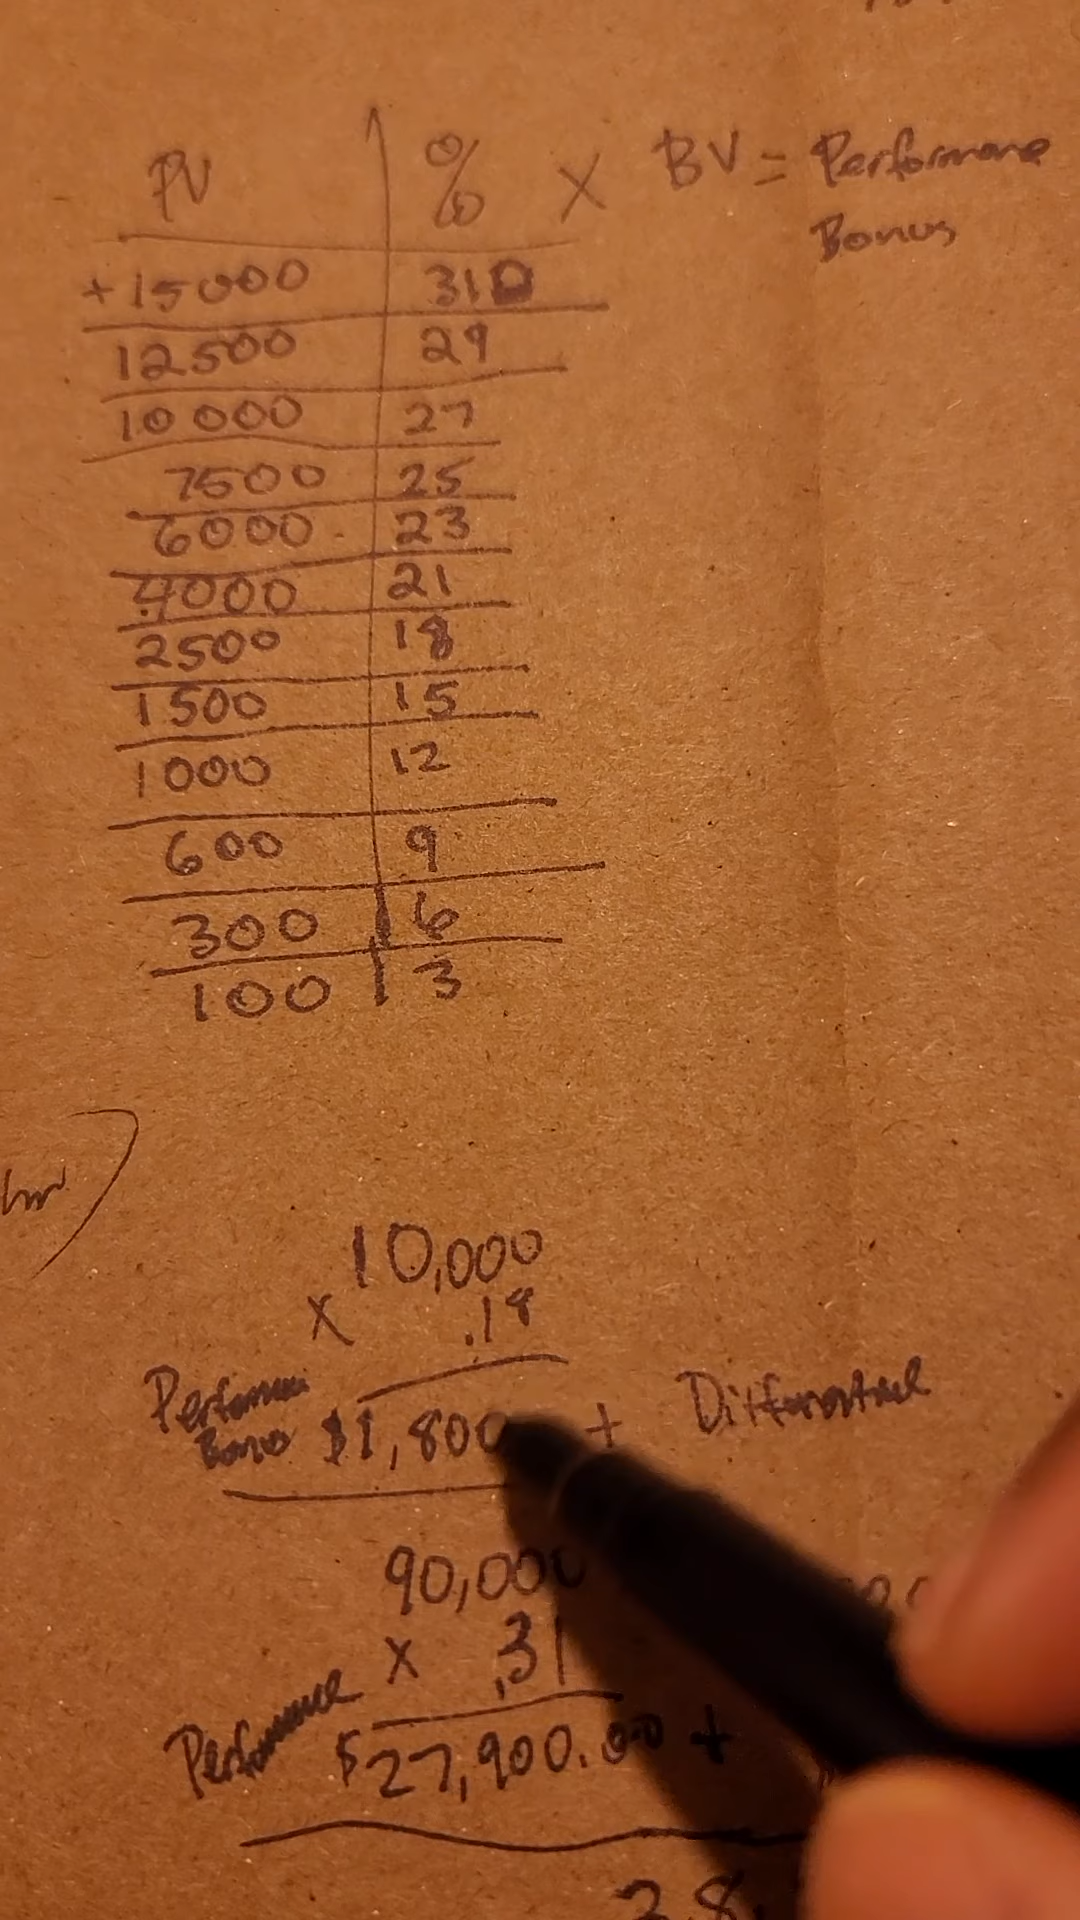 PV % X BV = Performance
Bonus
+15000 31
12500 29
10000 27
7500 25
6000 23
4000 21
2500 18
1500 15
1000 12
600 9
300 6
100 3
10,000
X .18
Performance
Bonus $1,800 + Differential
90,000
X .31
Performance $27,900.00 +
28,